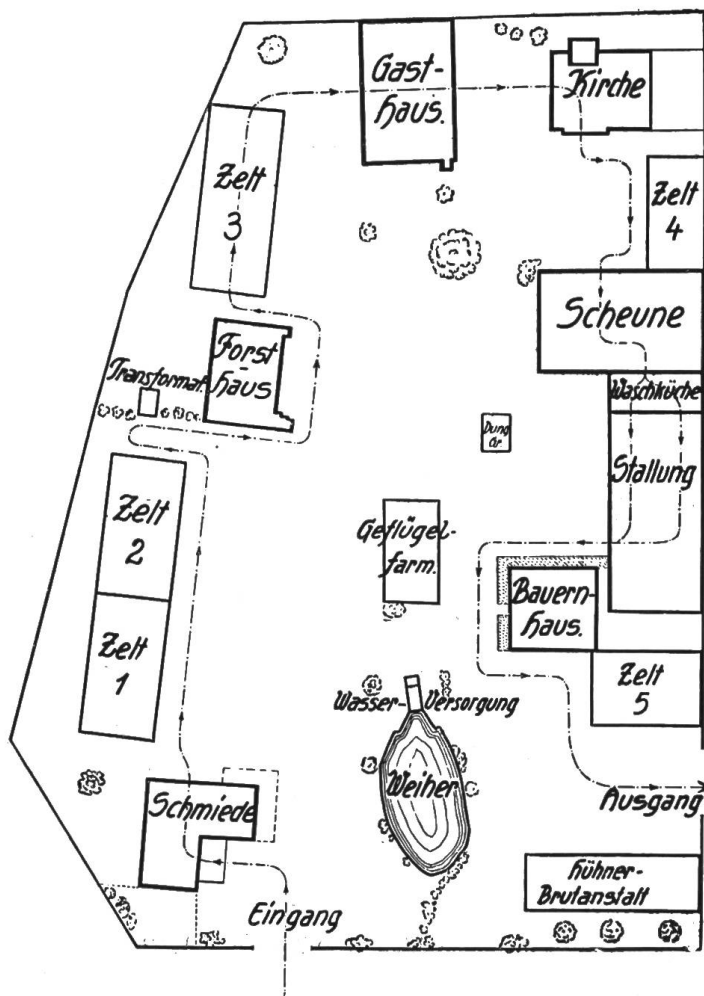 Gast-
haus.
Kirche
Zelt
3
Zelt
4
Scheune
Forst
-
haus
Transformat.
Waschküche
Dung
Gr.
Stallung
Zelt
2
Geflügel-
farm.
Bauern-
haus.
Zelt
1
Zelt
5
Wasser-Versorgung
Schmiede
Weiher
Ausgang
Hühner-
Brutanstalt
Eingang